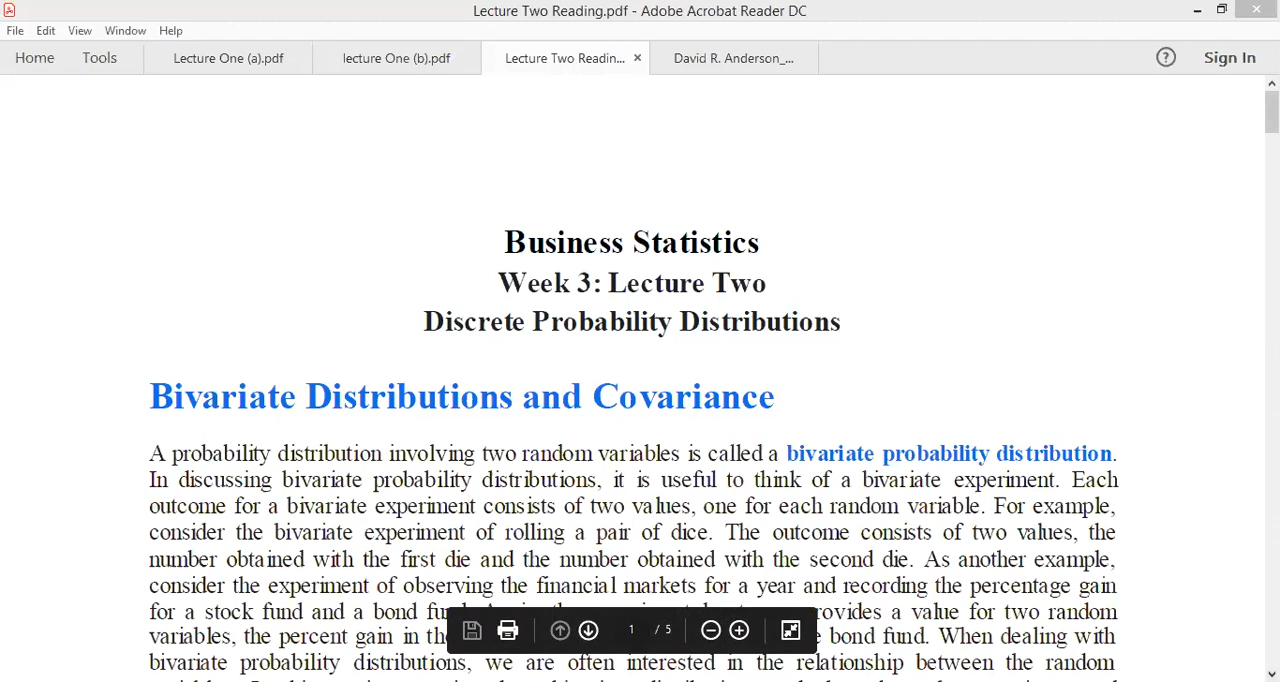 Lecture Two Reading.pdf - Adobe Acrobat Reader DC
File Edit View Window Help
Home Tools Lecture One (a).pdf lecture One (b).pdf Lecture Two Readin... × David R. Anderson_... ? Sign In
Business Statistics
Week 3: Lecture Two
Discrete Probability Distributions
Bivariate Distributions and Covariance
A probability distribution involving two random variables is called a bivariate probability distribution.
In discussing bivariate probability distributions, it is useful to think of a bivariate experiment. Each
outcome for a bivariate experiment consists of two values, one for each random variable. For example,
consider the bivariate experiment of rolling a pair of dice. The outcome consists of two values, the
number obtained with the first die and the number obtained with the second die. As another example,
consider the experiment of observing the financial markets for a year and recording the percentage gain
for a stock fund and a bond provides a value for two random
variables, the percent gain in bond fund. When dealing with
1 / 5
bivariate probability distributions, we are often interested in the relationship between the random